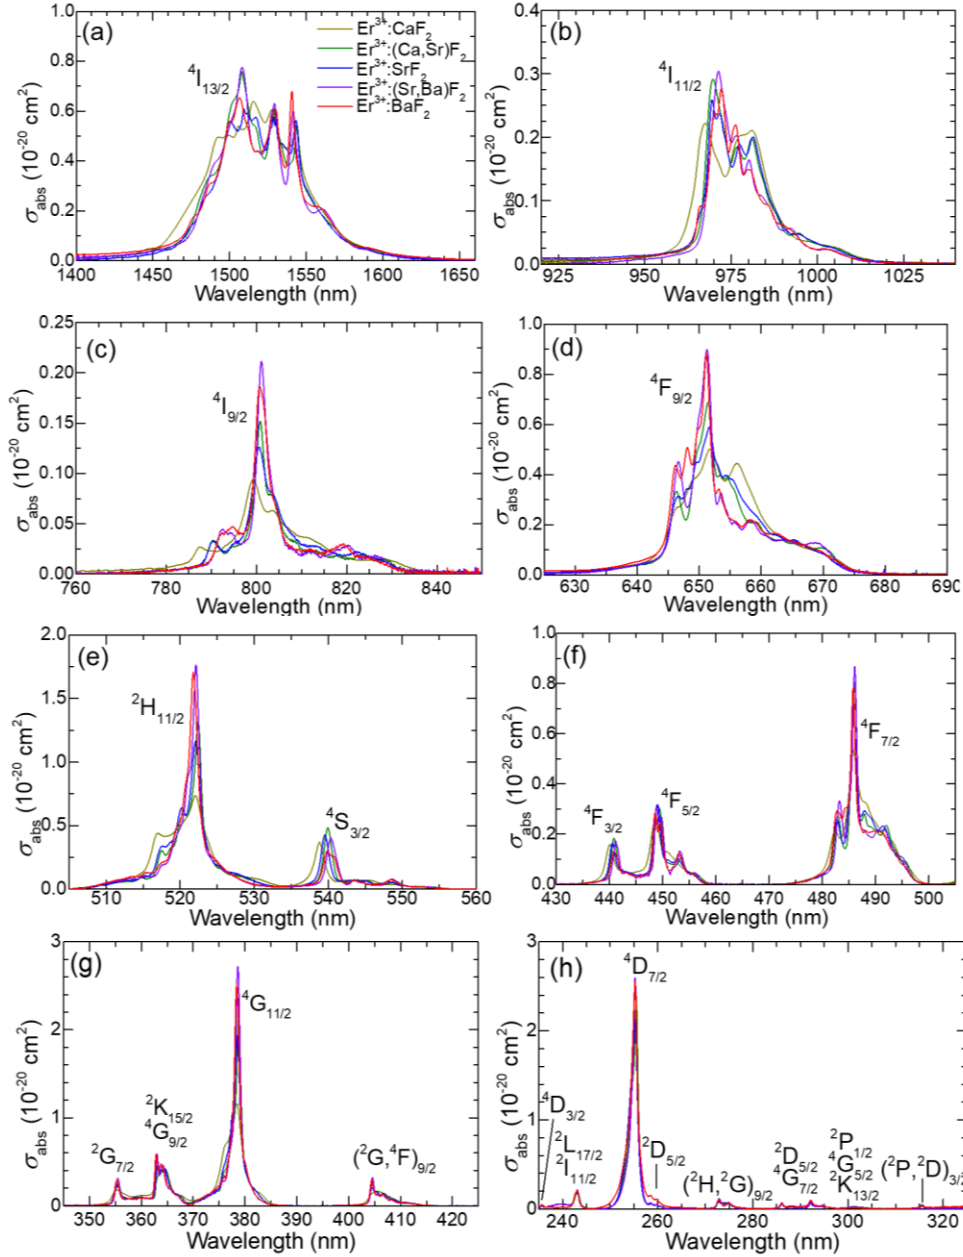 (a)
Er³⁺:CaF₂
Er³⁺:(Ca,Sr)F₂
Er³⁺:SrF₂
Er³⁺:(Sr,Ba)F₂
Er³⁺:BaF₂
⁴I₁₃/₂
1.0
0.8
0.6
0.4
0.2
0.0
σabs (10⁻²⁰ cm²)
1400 1450 1500 1550 1600 1650
Wavelength (nm)
(b)
⁴I₁₁/₂
0.4
0.3
0.2
0.1
0.0
σabs (10⁻²⁰ cm²)
925 950 975 1000 1025
Wavelength (nm)
(c)
⁴I₉/₂
0.25
0.20
0.15
0.10
0.05
0.00
σabs (10⁻²⁰ cm²)
760 780 800 820 840
Wavelength (nm)
(d)
⁴F₉/₂
1.0
0.8
0.6
0.4
0.2
0.0
σabs (10⁻²⁰ cm²)
630 640 650 660 670 680 690
Wavelength (nm)
(e)
²H₁₁/₂
⁴S₃/₂
2.0
1.5
1.0
0.5
0.0
σabs (10⁻²⁰ cm²)
510 520 530 540 550 560
Wavelength (nm)
(f)
⁴F₃/₂
⁴F₅/₂
⁴F₇/₂
1.0
0.8
0.6
0.4
0.2
0.0
σabs (10⁻²⁰ cm²)
430 440 450 460 470 480 490 500
Wavelength (nm)
(g)
⁴G₁₁/₂
²K₁₅/₂
⁴G₉/₂
²G₇/₂
(²G,⁴F)₉/₂
3
2
1
0
σabs (10⁻²⁰ cm²)
350 360 370 380 390 400 410 420
Wavelength (nm)
(h)
⁴D₇/₂
⁴D₃/₂
²L₁₇/₂
²I₁₁/₂
²D₅/₂
(²H,²G)₉/₂
²D₅/₂
⁴G₇/₂
²P₁/₂
⁴G₅/₂
²K₁₃/₂
(²P,²D)₃/₂
3
2
1
0
σabs (10⁻²⁰ cm²)
240 260 280 300 320
Wavelength (nm)